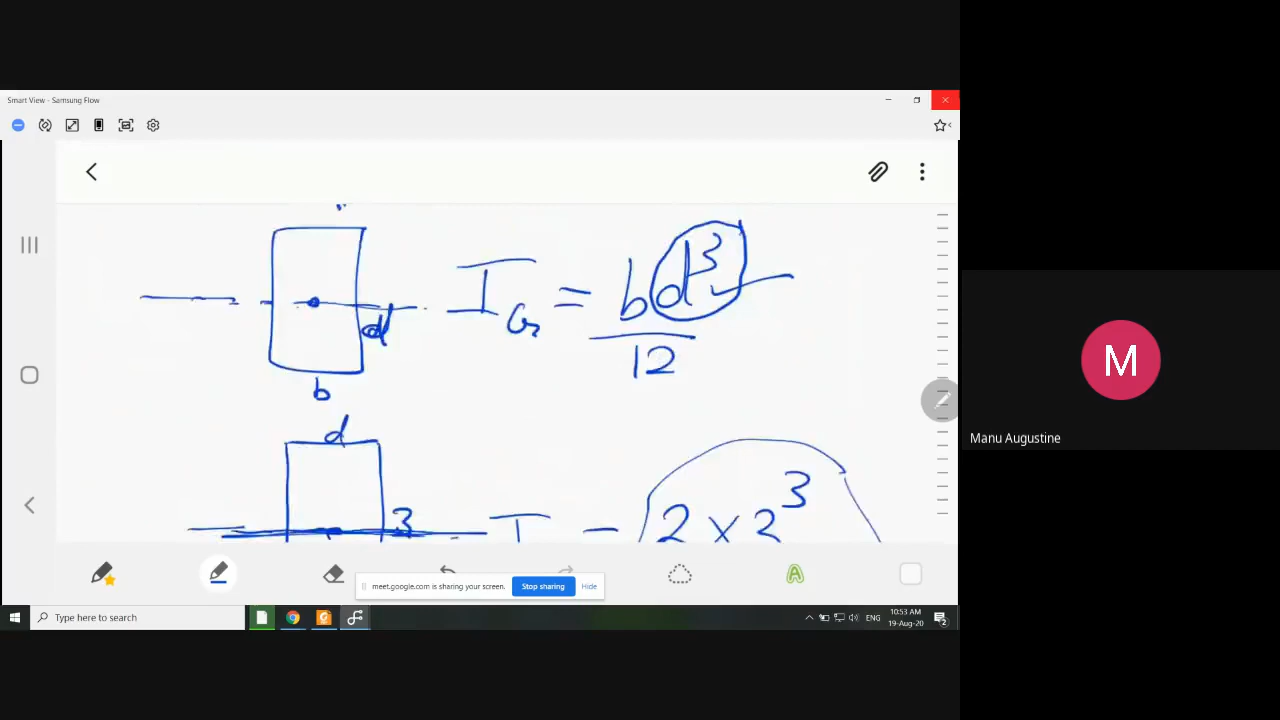 Smart View - Samsung Flow
I_G = bd³
12
d
b
d
3
I = 2 × 3³
A
M
Manu Augustine
meet.google.com is sharing your screen. Stop sharing Hide
Type here to search
ENG
10:53 AM
19-Aug-20
2